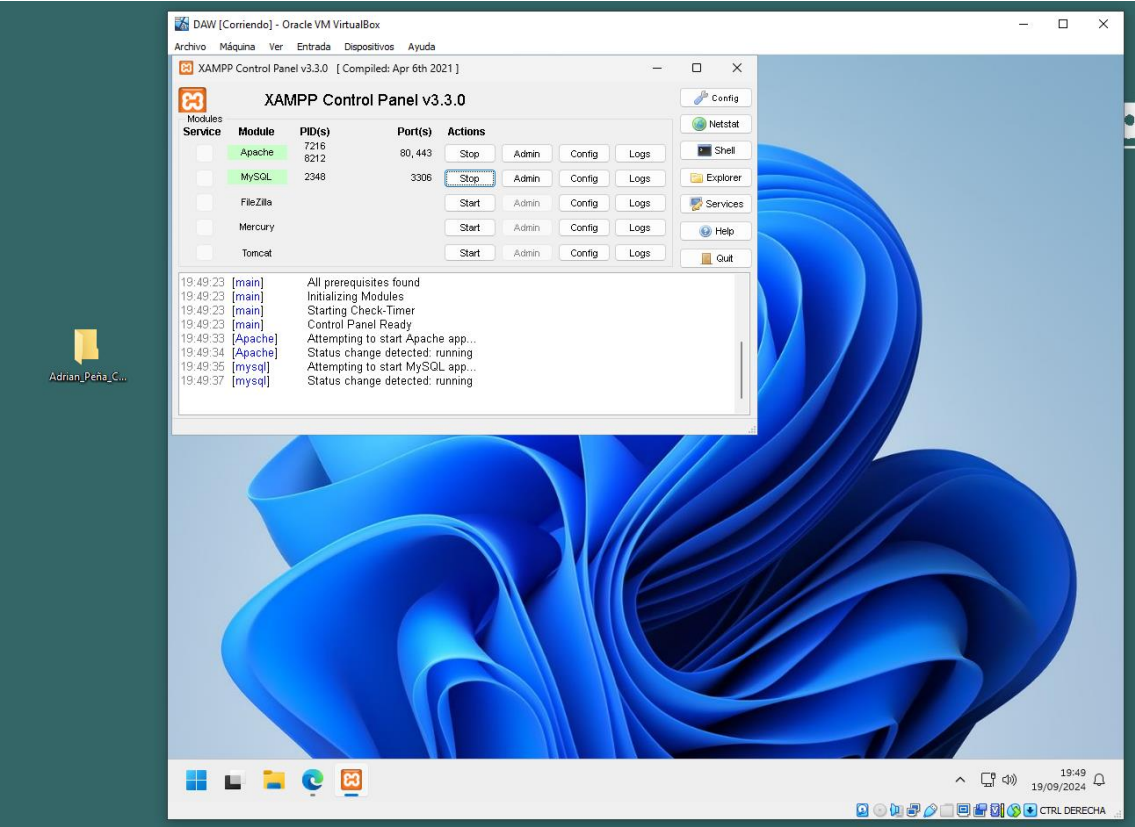 DAW [Corriendo] - Oracle VM VirtualBox
Archivo Máquina Ver Entrada Dispositivos Ayuda
XAMPP Control Panel v3.3.0 [ Compiled: Apr 6th 2021 ]
XAMPP Control Panel v3.3.0
Config
Modules
Service Module PID(s) Port(s) Actions
Netstat
Apache 7216 8212 80, 443 Stop Admin Config Logs
Shell
MySQL 2348 3306 Stop Admin Config Logs
Explorer
FileZilla Start Admin Config Logs
Services
Mercury Start Admin Config Logs
Help
Tomcat Start Admin Config Logs
Quit
19:49:23 [main] All prerequisites found
19:49:23 [main] Initializing Modules
19:49:23 [main] Starting Check-Timer
19:49:23 [main] Control Panel Ready
19:49:33 [Apache] Attempting to start Apache app...
19:49:34 [Apache] Status change detected: running
19:49:35 [mysql] Attempting to start MySQL app...
19:49:37 [mysql] Status change detected: running
Adrian_Peña_C...
19:49
19/09/2024
CTRL DERECHA